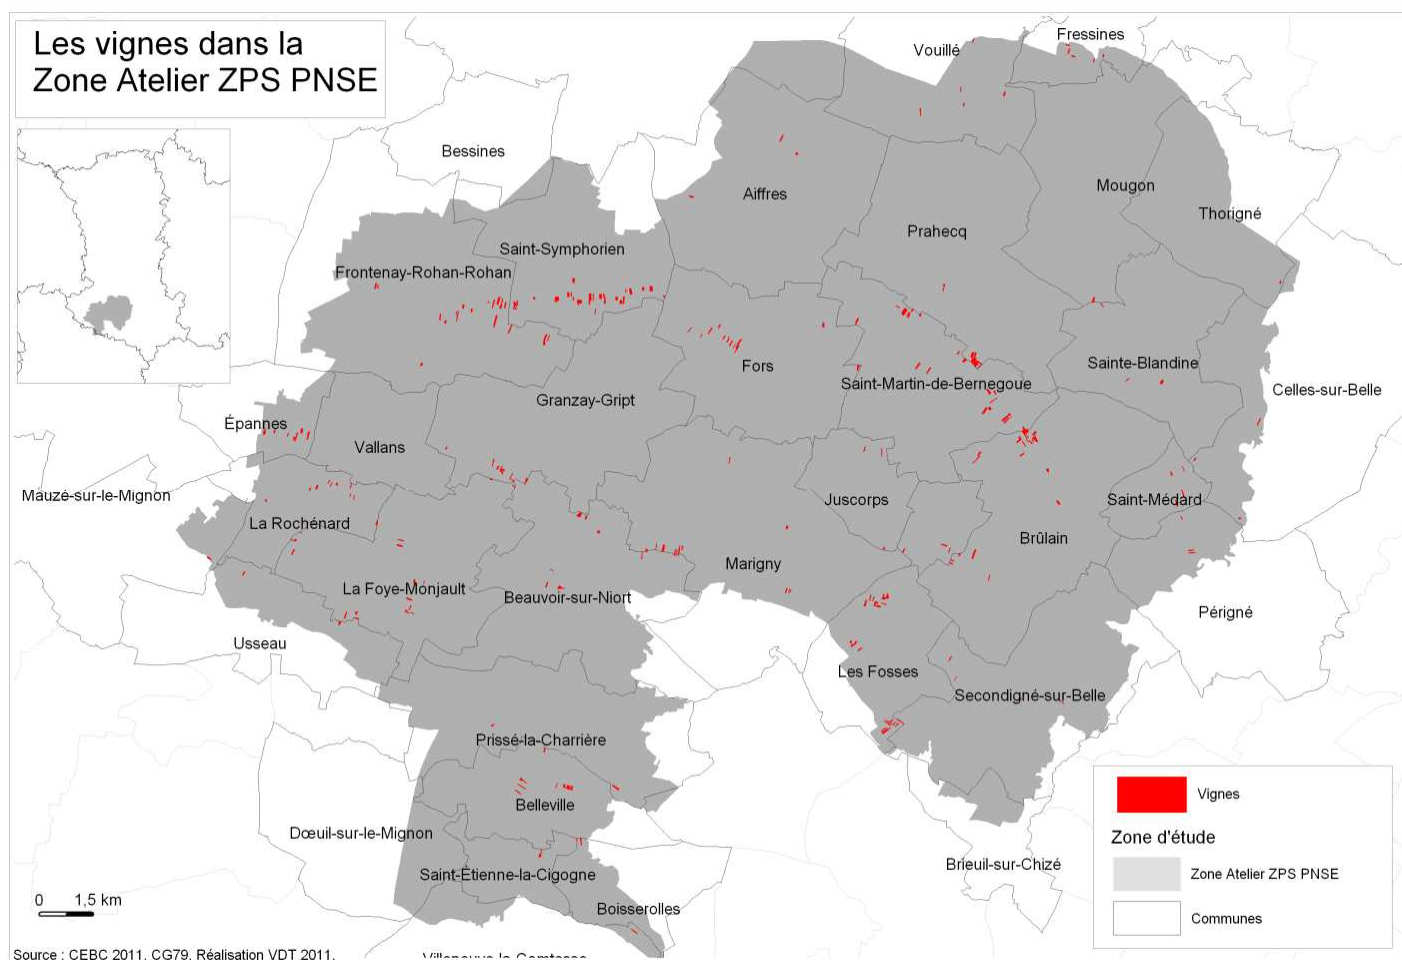 Les vignes dans la
Zone Atelier ZPS PNSE
Fressines
Vouillé
Bessines
Mougon
Aiffres
Thorigné
Prahecq
Saint-Symphorien
Frontenay-Rohan-Rohan
Sainte-Blandine
Fors
Saint-Martin-de-Bernegoue
Celles-sur-Belle
Granzay-Gript
Épannes
Vallans
Mauzé-sur-le-Mignon
Juscorps
Saint-Médard
La Rochénard
Brûlain
Marigny
La Foye-Monjault
Beauvoir-sur-Niort
Périgné
Usseau
Les Fosses
Secondigné-sur-Belle
Prissé-la-Charrière
Belleville
Dœuil-sur-le-Mignon
Brieuil-sur-Chizé
Saint-Étienne-la-Cigogne
Boisserolles
Vignes
Zone d'étude
Zone Atelier ZPS PNSE
Communes
0 1,5 km
Source : CEBC 2011, CG79, Réalisation VDT 2011.